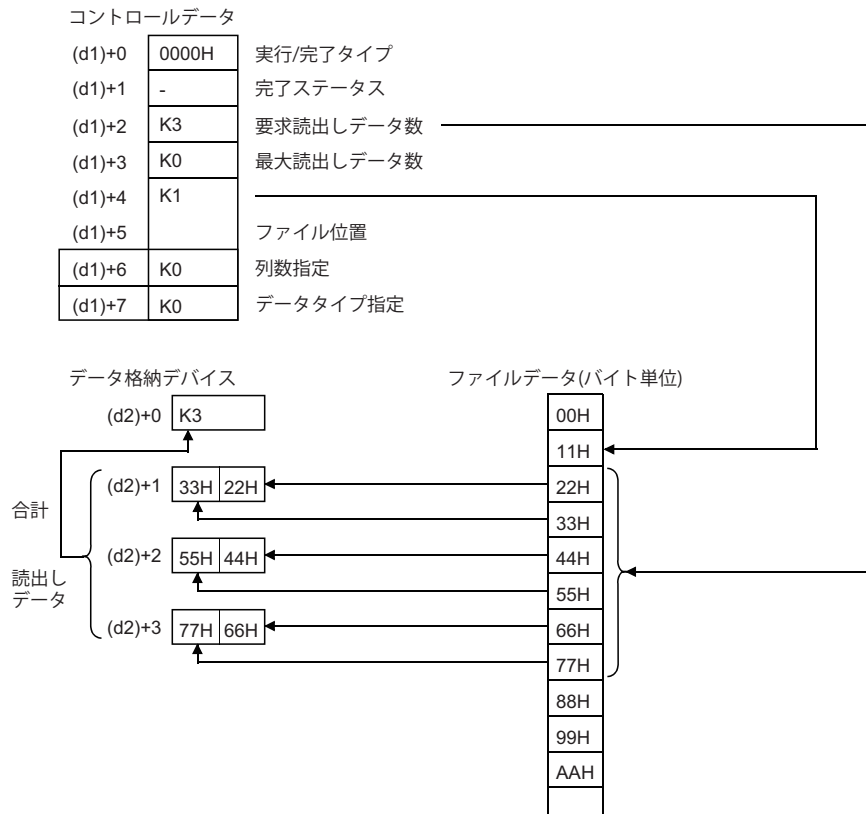 コントロールデータ
(d1)+0 0000H 実行/完了タイプ
(d1)+1 - 完了ステータス
(d1)+2 K3 要求読出しデータ数
(d1)+3 K0 最大読出しデータ数
(d1)+4 K1
(d1)+5 ファイル位置
(d1)+6 K0 列数指定
(d1)+7 K0 データタイプ指定
データ格納デバイス
(d2)+0 K3
(d2)+1 33H 22H
(d2)+2 55H 44H
(d2)+3 77H 66H
合計
読出し
データ
ファイルデータ(バイト単位)
00H
11H
22H
33H
44H
55H
66H
77H
88H
99H
AAH